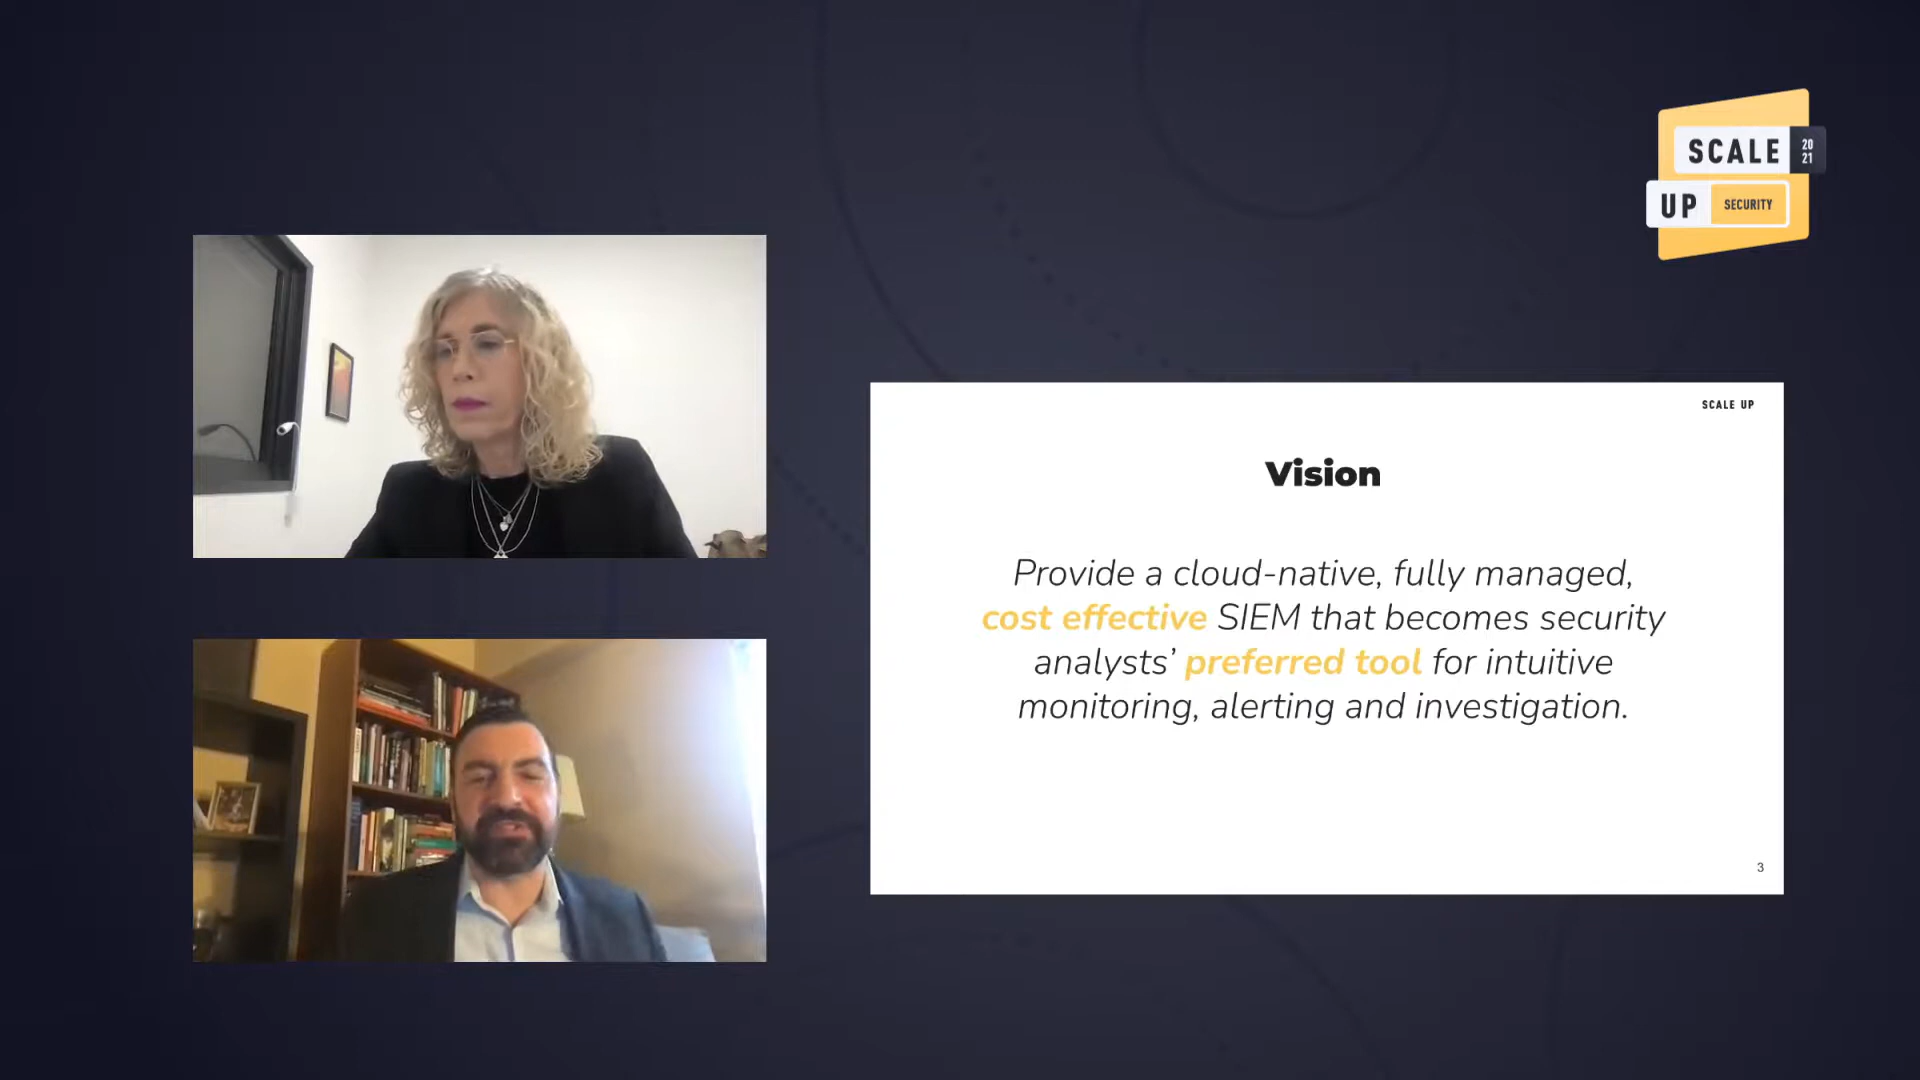 SCALE 20 21
UP SECURITY
SCALE UP
Vision
Provide a cloud-native, fully managed,
cost effective SIEM that becomes security
analysts’ preferred tool for intuitive
monitoring, alerting and investigation.
3